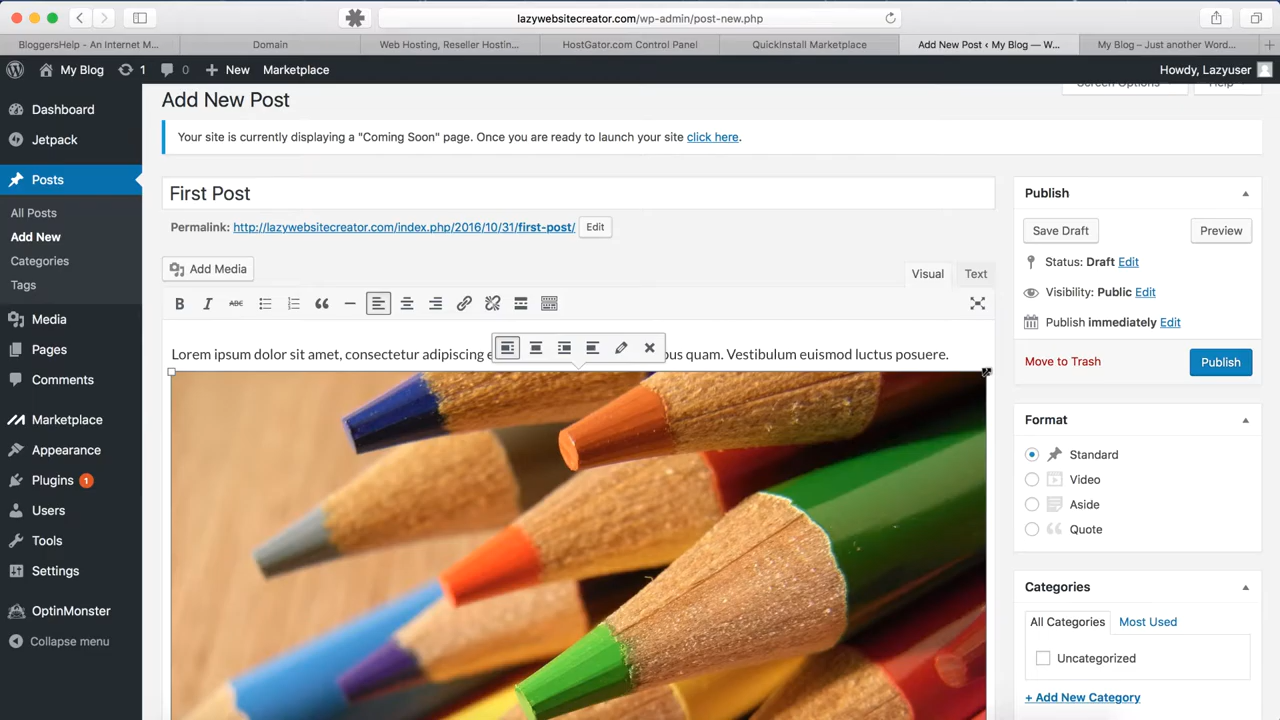 lazywebsitecreator.com/wp-admin/post-new.php
BloggersHelp - An Internet M...
Domain
Web Hosting, Reseller Hostin...
HostGator.com Control Panel
QuickInstall Marketplace
Add New Post ‹ My Blog — W...
My Blog – Just another Word...
My Blog
1
0
New
Marketplace
Howdy, Lazyuser
Dashboard
Jetpack
Posts
All Posts
Add New
Categories
Tags
Media
Pages
Comments
Marketplace
Appearance
Plugins 1
Users
Tools
Settings
OptinMonster
Collapse menu
Add New Post
Screen Options
Help
Your site is currently displaying a "Coming Soon" page. Once you are ready to launch your site click here.
First Post
Permalink: http://lazywebsitecreator.com/index.php/2016/10/31/first-post/ Edit
Add Media
Visual Text
B I ABC
Lorem ipsum dolor sit amet, consectetur adipiscing quam. Vestibulum euismod luctus posuere.
Publish
Save Draft Preview
Status: Draft Edit
Visibility: Public Edit
Publish immediately Edit
Move to Trash Publish
Format
Standard
Video
Aside
Quote
Categories
All Categories Most Used
Uncategorized
+ Add New Category